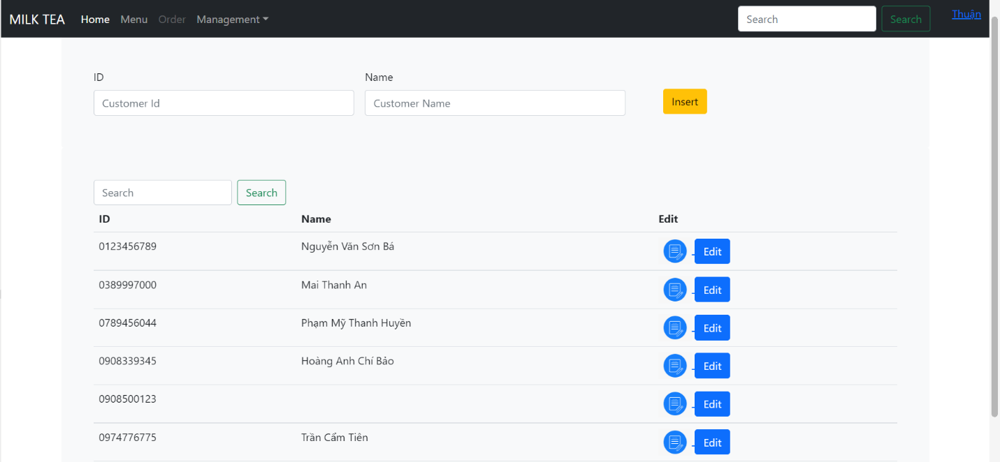 MILK TEA Home Menu Order Management Search Search Thuận
ID Name
Customer Id Customer Name Insert
Search Search
ID Name Edit
0123456789 Nguyễn Văn Sơn Bá Edit
0389997000 Mai Thanh An Edit
0789456044 Phạm Mỹ Thanh Huyền Edit
0908339345 Hoàng Anh Chí Bảo Edit
0908500123 Edit
0974776775 Trần Cẩm Tiên Edit